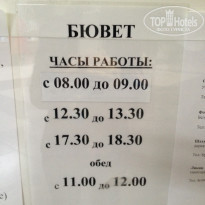 TOP Hotels
БЮВЕТ
ЧАСЫ РАБОТЫ:
с 08.00 до 09.00
с 12.30 до 13.30
с 17.30 до 18.30
обед
с 11.00 до 12.00